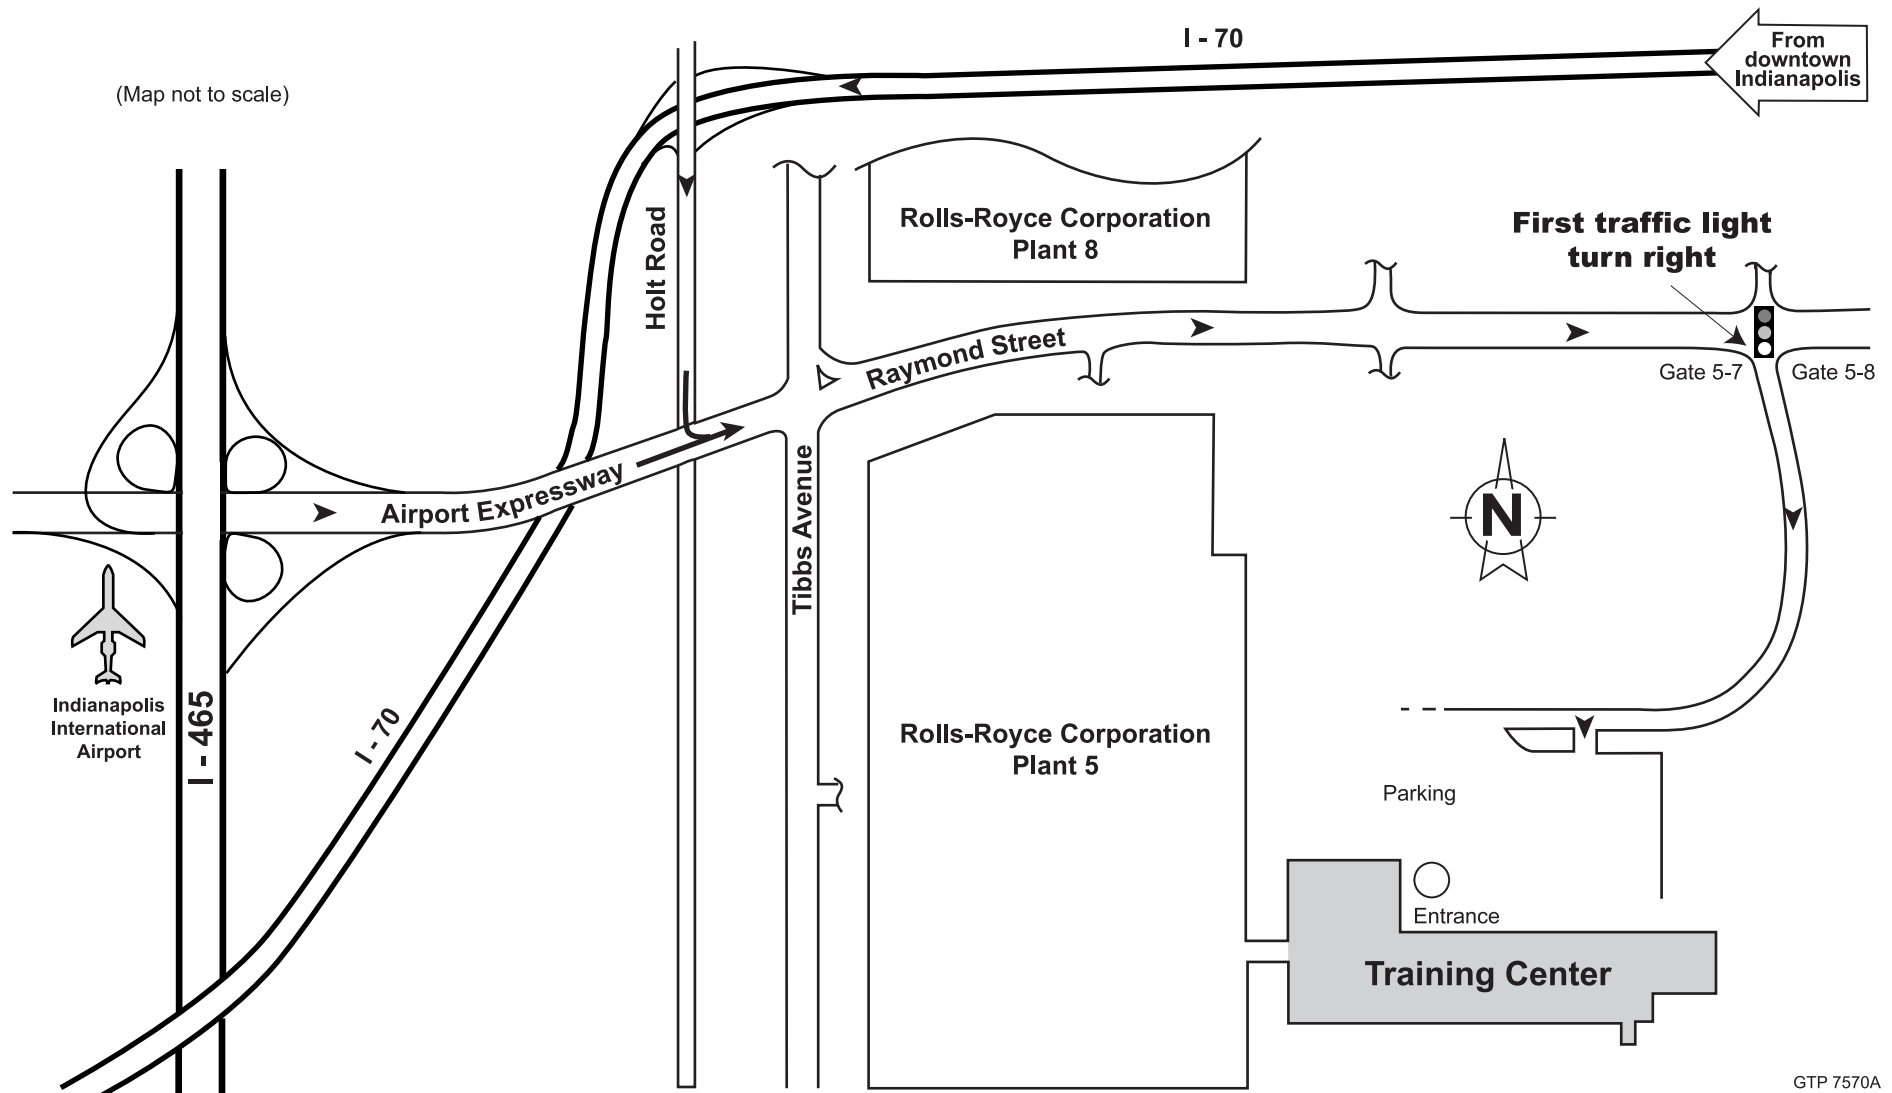 I - 70
From
downtown
Indianapolis
(Map not to scale)
Holt Road
Rolls-Royce Corporation
Plant 8
First traffic light
turn right
Raymond Street
Gate 5-7
Gate 5-8
Airport Expressway
Tibbs Avenue
N
Indianapolis
International
Airport
I - 465
I - 70
Rolls-Royce Corporation
Plant 5
Parking
Entrance
Training Center
GTP 7570A